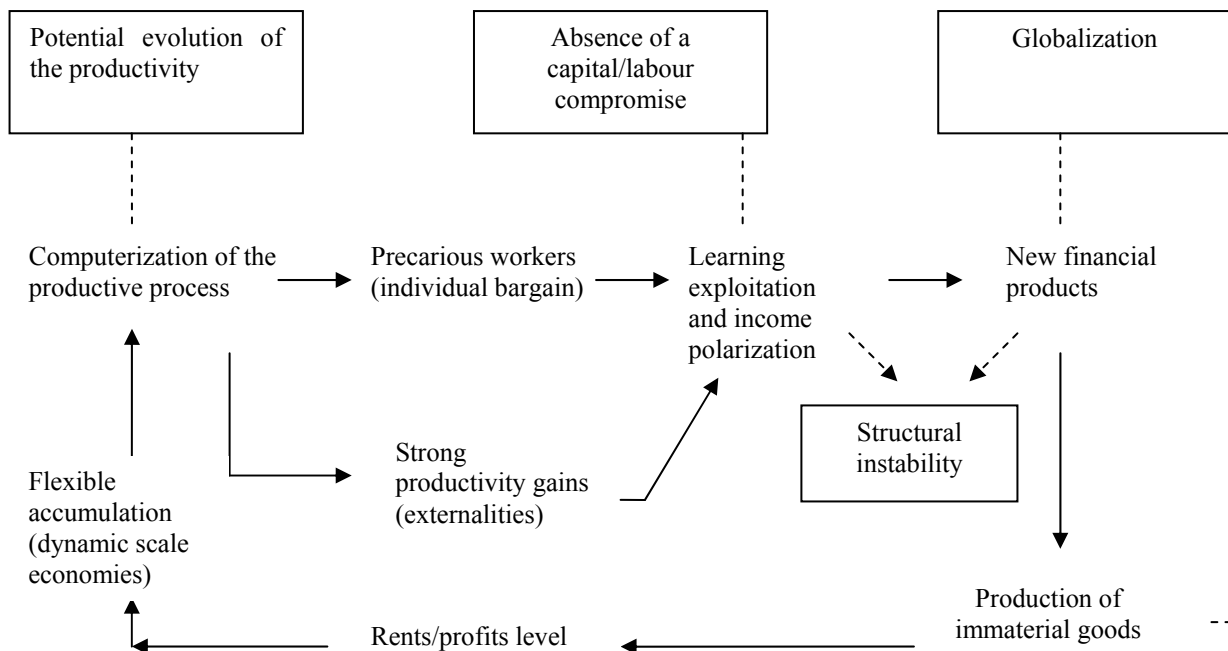 Potential evolution of
the productivity
Absence of a
capital/labour
compromise
Globalization
Computerization of the
productive process
Precarious workers
(individual bargain)
Learning
exploitation
and income
polarization
New financial
products
Structural
instability
Strong
productivity gains
(externalities)
Flexible
accumulation
(dynamic scale
economies)
Production of
immaterial goods
Rents/profits level